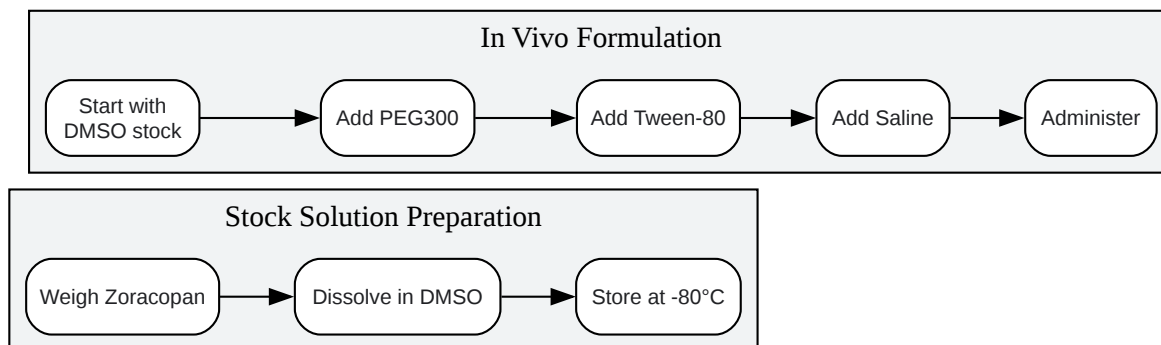 In Vivo Formulation
Start with
DMSO stock
Add PEG300
Add Tween-80
Add Saline
Administer
Stock Solution Preparation
Weigh Zoracopan
Dissolve in DMSO
Store at -80°C